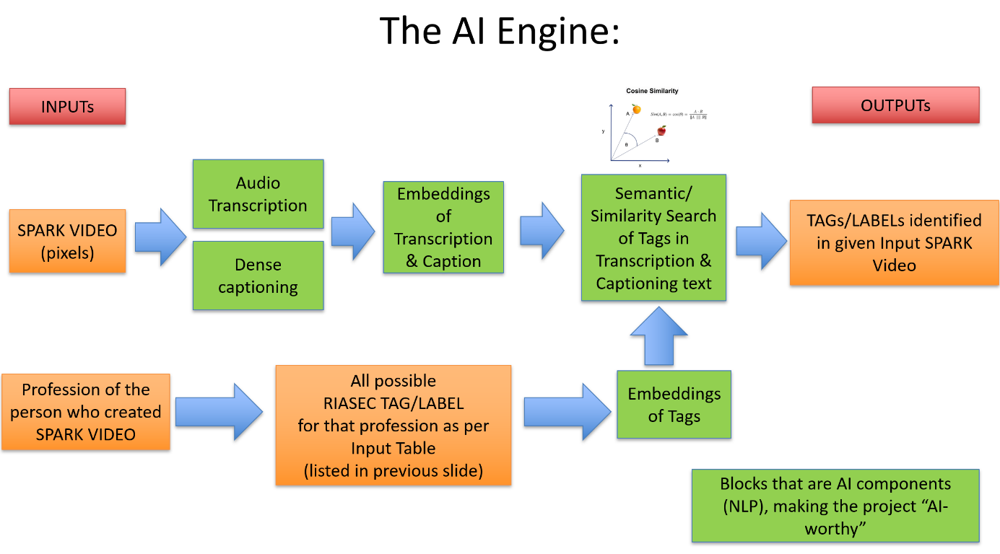 The AI Engine:
INPUTs
Cosine Similarity
OUTPUTs
A
B
θ
y
x
Sim(A, B) = cos(θ) = A · B / ‖A‖‖B‖
SPARK VIDEO
(pixels)
Audio
Transcription
Dense
captioning
Embeddings
of
Transcription
& Caption
Semantic/
Similarity Search
of Tags in
Transcription &
Captioning text
TAGs/LABELs identified
in given Input SPARK
Video
Profession of the
person who created
SPARK VIDEO
All possible
RIASEC TAG/LABEL
for that profession as per
Input Table
(listed in previous slide)
Embeddings
of Tags
Blocks that are AI components
(NLP), making the project “AI-
worthy”